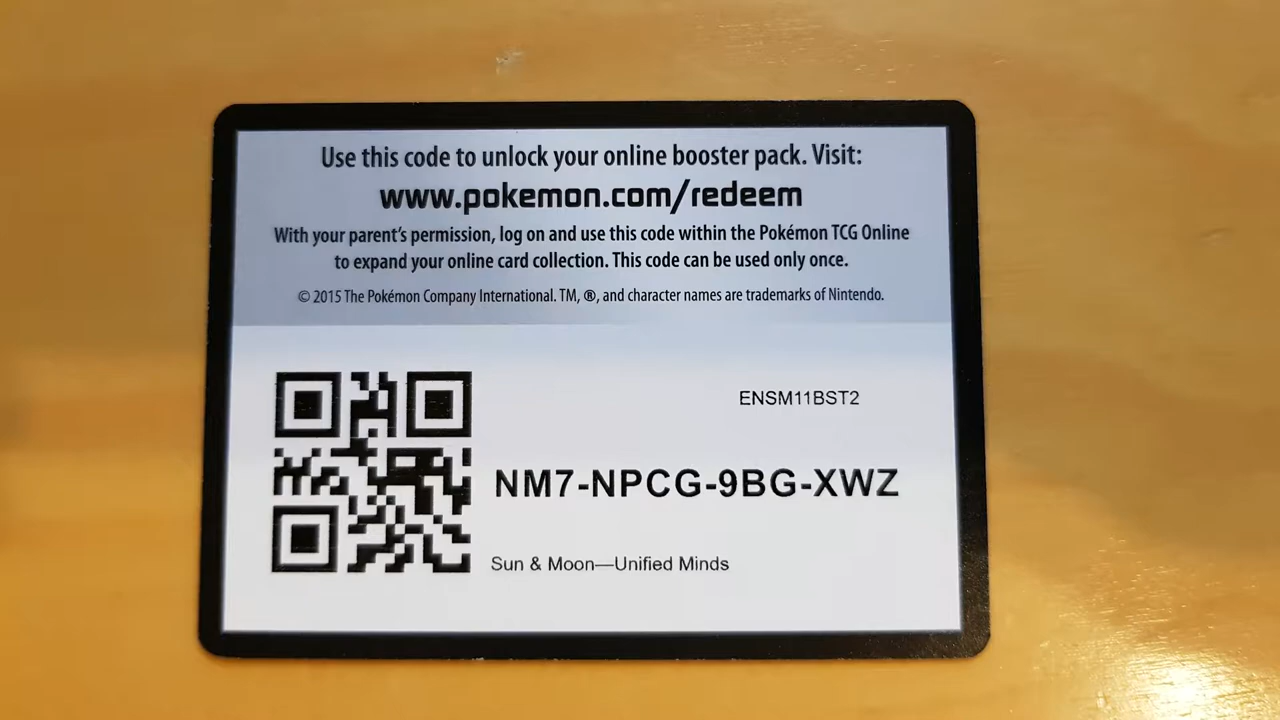 Use this code to unlock your online booster pack. Visit:
www.pokemon.com/redeem
With your parent's permission, log on and use this code within the Pokémon TCG Online
to expand your online card collection. This code can be used only once.
© 2015 The Pokémon Company International. TM, ®, and character names are trademarks of Nintendo.
ENSM11BST2
NM7-NPCG-9BG-XWZ
Sun & Moon—Unified Minds